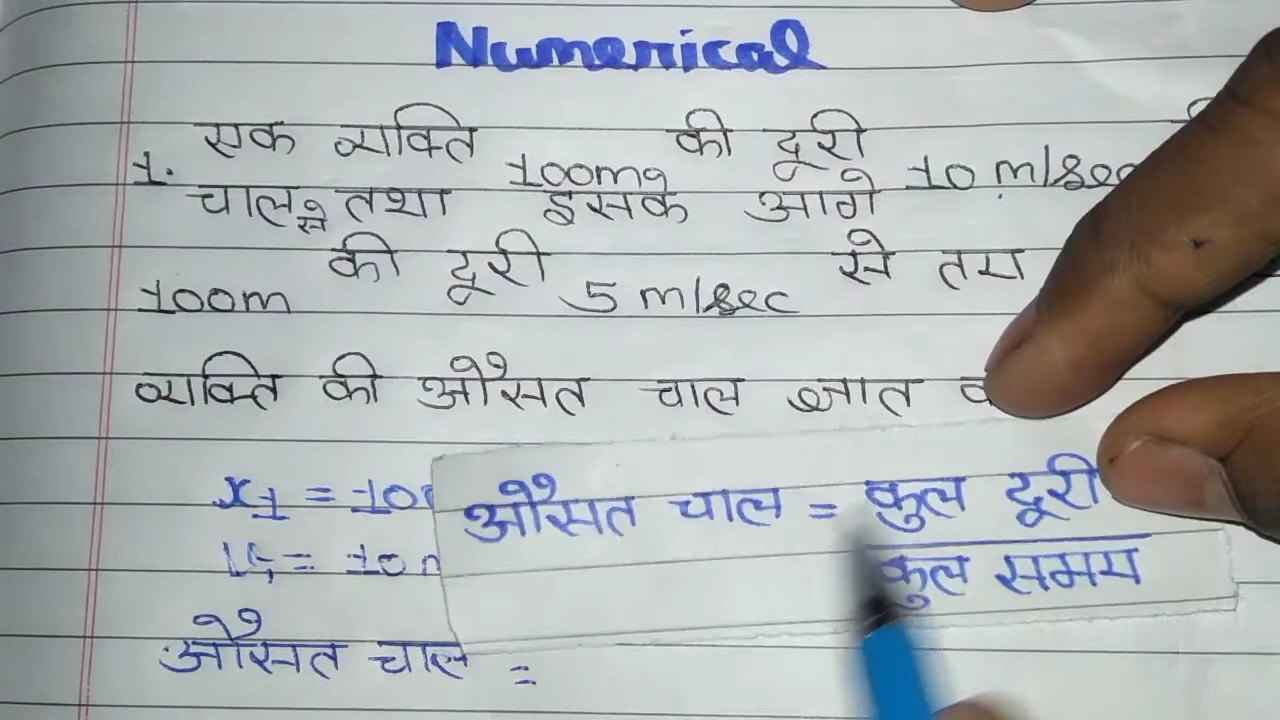 Numerical
1. एक व्यक्ति 100m की दूरी 10 m/sec
चाल से तथा इसके आगे
100m की दूरी 5 m/sec से तय
व्यक्ति की औसत चाल ज्ञात
x₁ =
औसत चाल = कुल दूरी
कुल समय
v₁ = 10
औसत चाल =